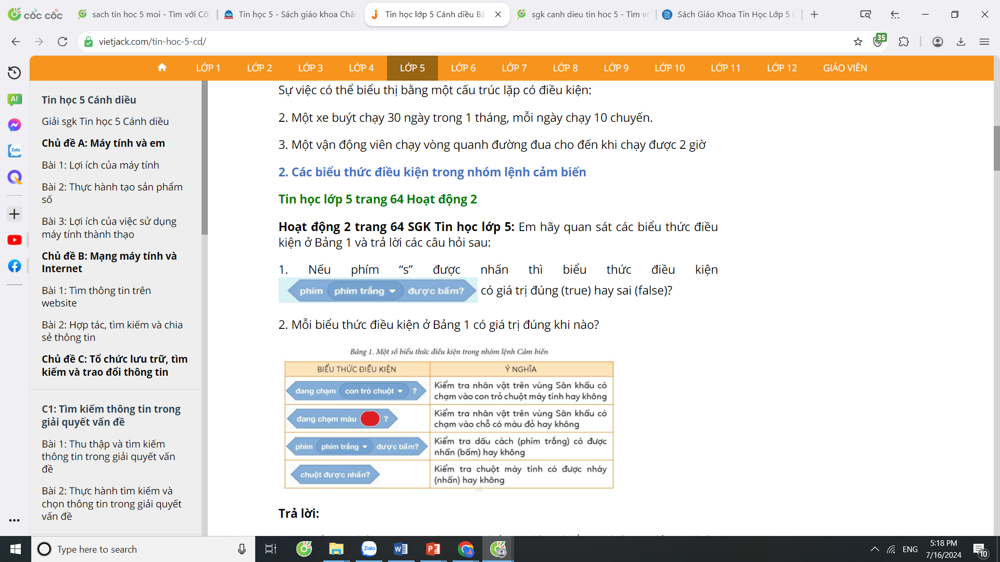 cốc cốc
sach tin hoc 5 moi - Tìm với Cốc
Tin học 5 - Sách giáo khoa Chân
Tin học lớp 5 Cánh diều Bà
sgk canh dieu tin hoc 5 - Tìm vớ
Sách Giáo Khoa Tin Học Lớp 5 C
vietjack.com/tin-hoc-5-cd/
35
LỚP 1
LỚP 2
LỚP 3
LỚP 4
LỚP 5
LỚP 6
LỚP 7
LỚP 8
LỚP 9
LỚP 10
LỚP 11
LỚP 12
GIÁO VIÊN
AI
Zalo
Tin học 5 Cánh diều
Giải sgk Tin học 5 Cánh diều
Chủ đề A: Máy tính và em
Bài 1: Lợi ích của máy tính
Bài 2: Thực hành tạo sản phẩm
số
Bài 3: Lợi ích của việc sử dụng
máy tính thành thạo
Chủ đề B: Mạng máy tính và
Internet
Bài 1: Tìm thông tin trên
website
Bài 2: Hợp tác, tìm kiếm và chia
sẻ thông tin
Chủ đề C: Tổ chức lưu trữ, tìm
kiếm và trao đổi thông tin
C1: Tìm kiếm thông tin trong
giải quyết vấn đề
Bài 1: Thu thập và tìm kiếm
thông tin trong giải quyết vấn
đề
Bài 2: Thực hành tìm kiếm và
chọn thông tin trong giải quyết
vấn đề
Sự việc có thể biểu thị bằng một cấu trúc lặp có điều kiện:
2. Một xe buýt chạy 30 ngày trong 1 tháng, mỗi ngày chạy 10 chuyến.
3. Một vận động viên chạy vòng quanh đường đua cho đến khi chạy được 2 giờ
2. Các biểu thức điều kiện trong nhóm lệnh cảm biến
Tin học lớp 5 trang 64 Hoạt động 2
Hoạt động 2 trang 64 SGK Tin học lớp 5: Em hãy quan sát các biểu thức điều
kiện ở Bảng 1 và trả lời các câu hỏi sau:
1. Nếu phím “s” được nhấn thì biểu thức điều kiện
phím phím trắng được bấm? có giá trị đúng (true) hay sai (false)?
2. Mỗi biểu thức điều kiện ở Bảng 1 có giá trị đúng khi nào?
Bảng 1. Một số biểu thức điều kiện trong nhóm lệnh Cảm biến
BIỂU THỨC ĐIỀU KIỆN
Ý NGHĨA
đang chạm con trỏ chuột ?
Kiểm tra nhân vật trên vùng Sân khấu có
chạm vào con trỏ chuột máy tính hay không
đang chạm màu ?
Kiểm tra nhân vật trên vùng Sân khấu có
chạm vào chỗ có màu đỏ hay không
phím phím trắng được bấm?
Kiểm tra dấu cách (phím trắng) có được
nhấn (bấm) hay không
chuột được nhấn?
Kiểm tra chuột máy tính có được nháy
(nhấn) hay không
Trả lời:
Type here to search
Zalo
ENG
5:18 PM
7/16/2024
10